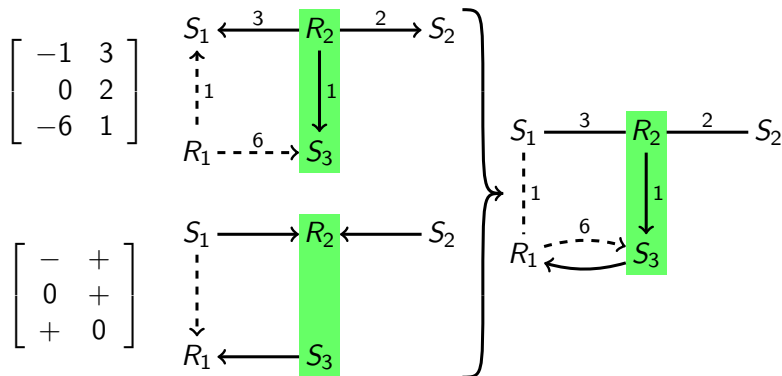 [ −1 3
0 2
−6 1 ]
S₁ 3 R₂ 2 S₂
1 1
R₁ 6 S₃
[ − +
0 +
+ 0 ]
S₁ R₂ S₂
R₁ S₃
S₁ 3 R₂ 2 S₂
1 1
R₁ 6 S₃